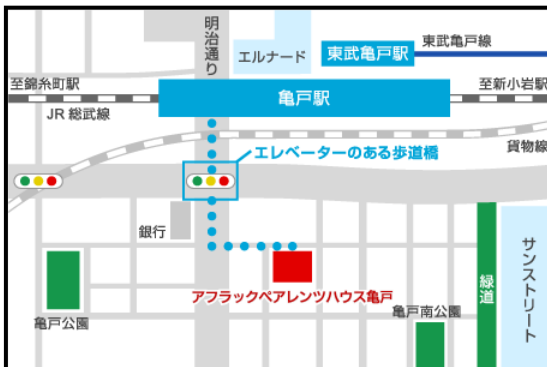 明治通り
エルナード
東武亀戸駅
東武亀戸線
至錦糸町駅
亀戸駅
至新小岩駅
JR 総武線
貨物線
エレベーターのある歩道橋
銀行
アフラックペアレンツハウス亀戸
亀戸公園
亀戸南公園
緑道
サンストリート